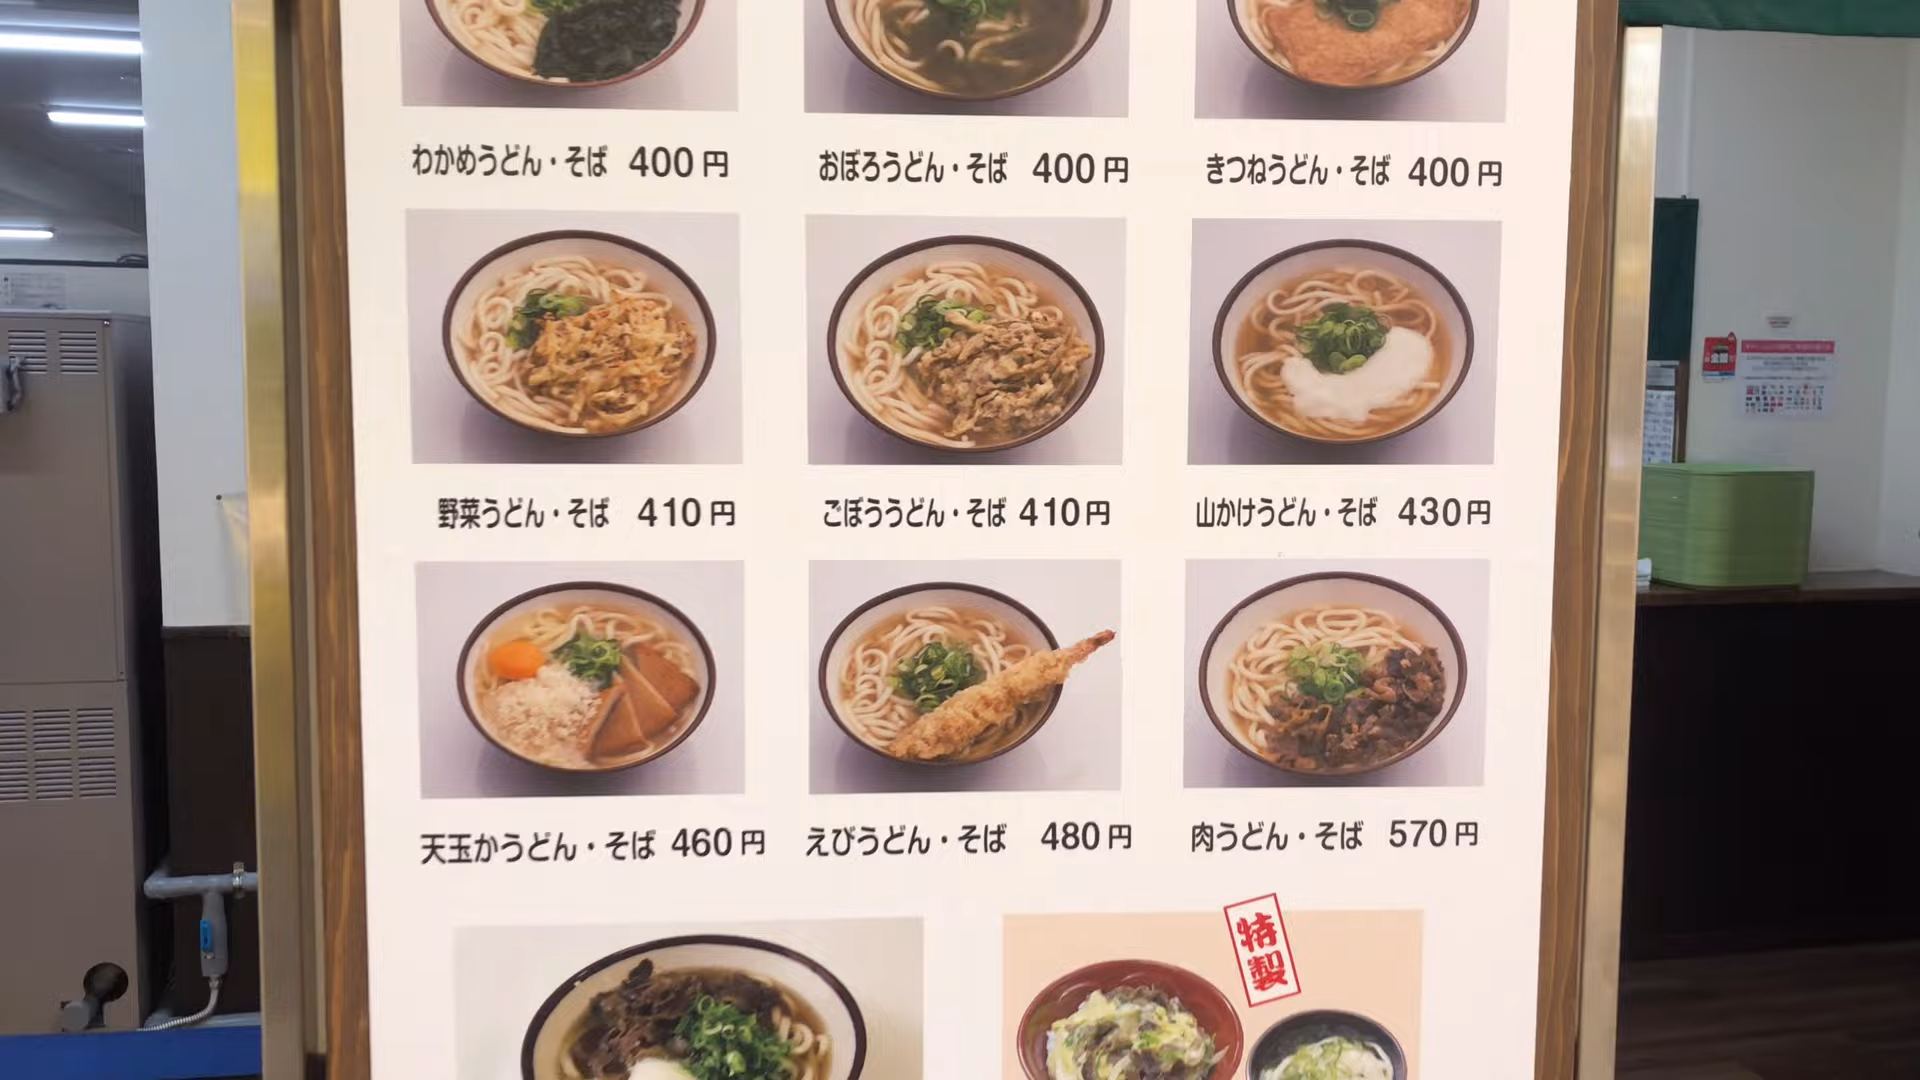 わかめうどん・そば 400円
おぼろうどん・そば 400円
きつねうどん・そば 400円
野菜うどん・そば 410円
ごぼううどん・そば 410円
山かけうどん・そば 430円
天玉かうどん・そば 460円
えびうどん・そば 480円
肉うどん・そば 570円
特製